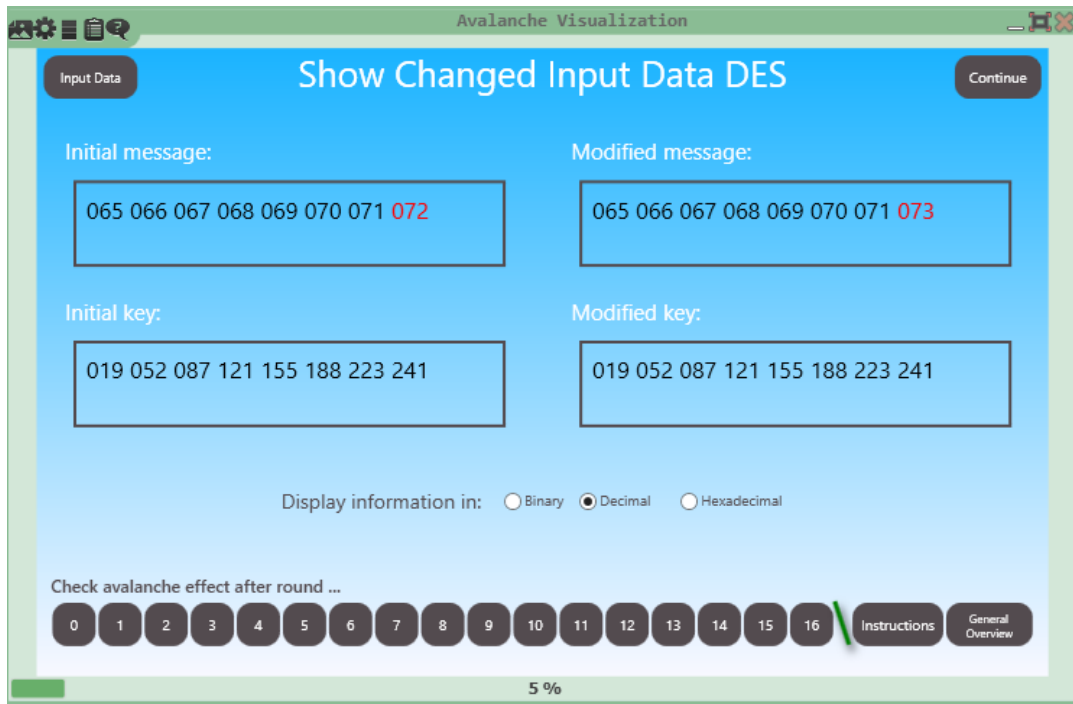 Avalanche Visualization
Input Data
Show Changed Input Data DES
Continue
Initial message:
Modified message:
065 066 067 068 069 070 071 072
065 066 067 068 069 070 071 073
Initial key:
Modified key:
019 052 087 121 155 188 223 241
019 052 087 121 155 188 223 241
Display information in: Binary Decimal Hexadecimal
Check avalanche effect after round ...
0 1 2 3 4 5 6 7 8 9 10 11 12 13 14 15 16 Instructions General
Overview
5 %